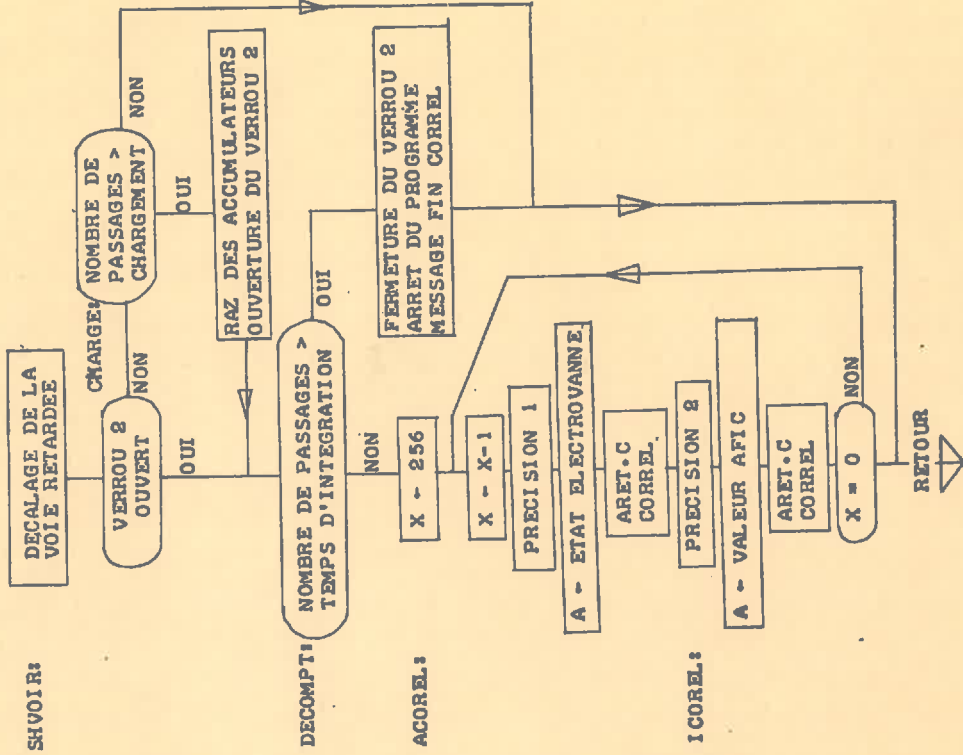 SHVOIR:
DECALAGE DE LA
VOIE RETARDEE
VERROU 2
OUVERT
NON
OUI
CHARGE:
NOMBRE DE
PASSAGES >
CHARGEMENT
NON
OUI
RAZ DES ACCUMULATEURS
OUVERTURE DU VERROU 2
DECOMPT:
NOMBRE DE PASSAGES >
TEMPS D'INTEGRATION
OUI
NON
FERMETURE DU VERROU 2
ARRET DU PROGRAMME
MESSAGE FIN CORREL
ACOREL:
X ← 256
X ← X-1
PRECISION 1
A ← ETAT ELECTROVANNE
ARET.C
CORREL
ICOREL:
PRECISION 2
A ← VALEUR AFIC
ARET.C
CORREL
X = 0
NON
RETOUR